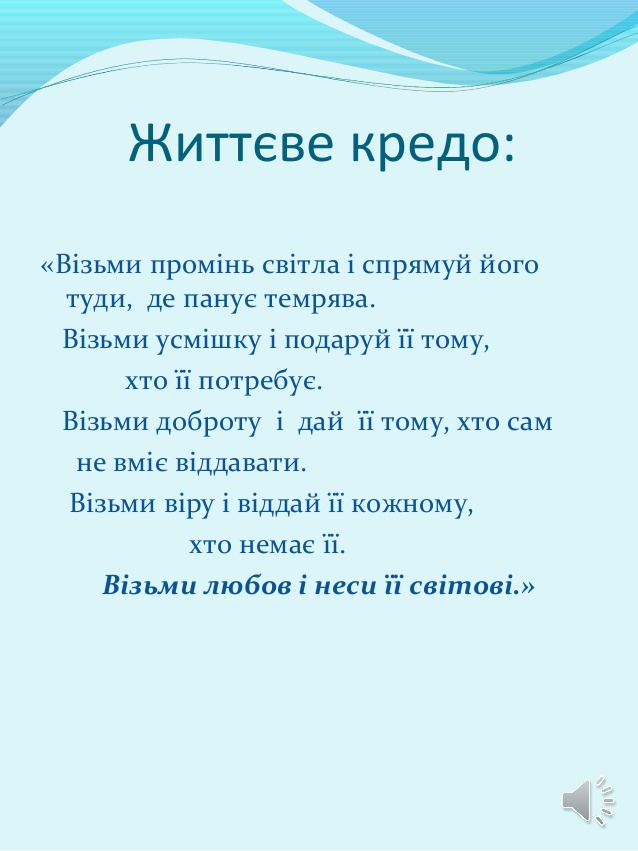 Життєве кредо:
«Візьми промінь світла і спрямуй його
туди, де панує темрява.
Візьми усмішку і подаруй її тому,
хто її потребує.
Візьми доброту і дай її тому, хто сам
не вміє віддавати.
Візьми віру і віддай її кожному,
хто немає її.
Візьми любов і неси її світові.»